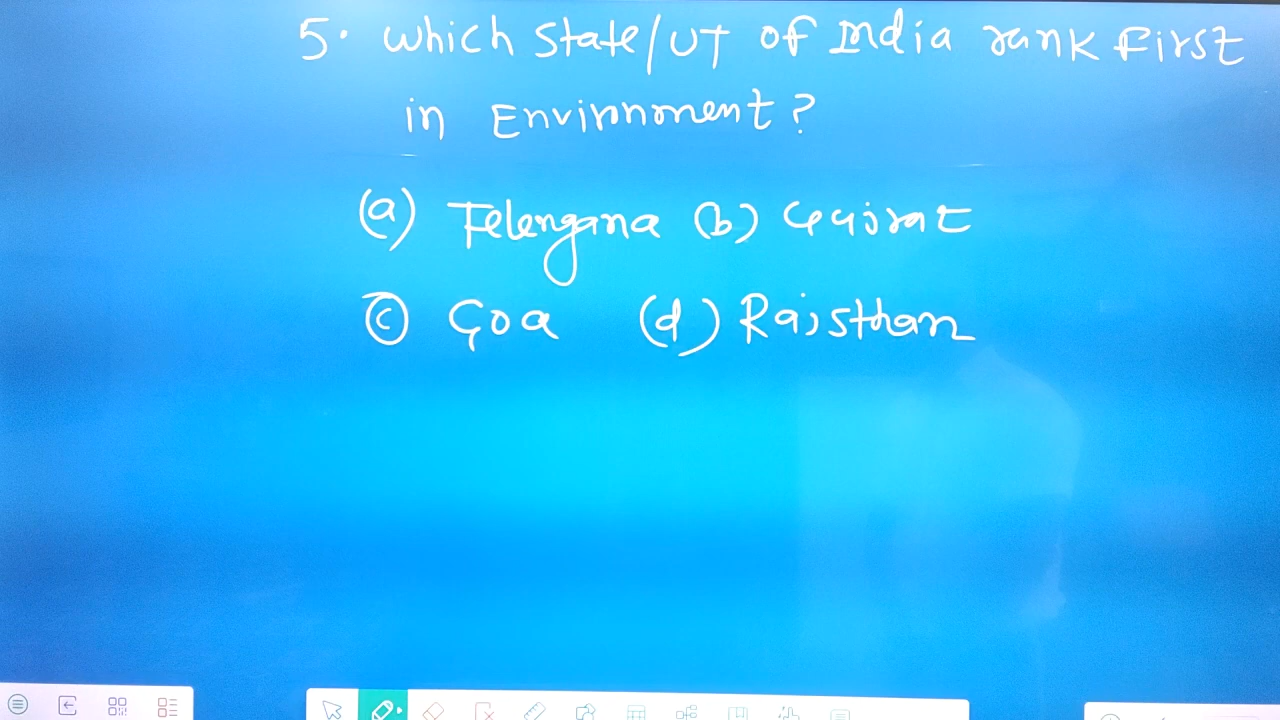 5. Which State/UT of India rank First
in Environment?
(a) Telengana (b) Gujrat
(c) Goa (d) Rajsthan